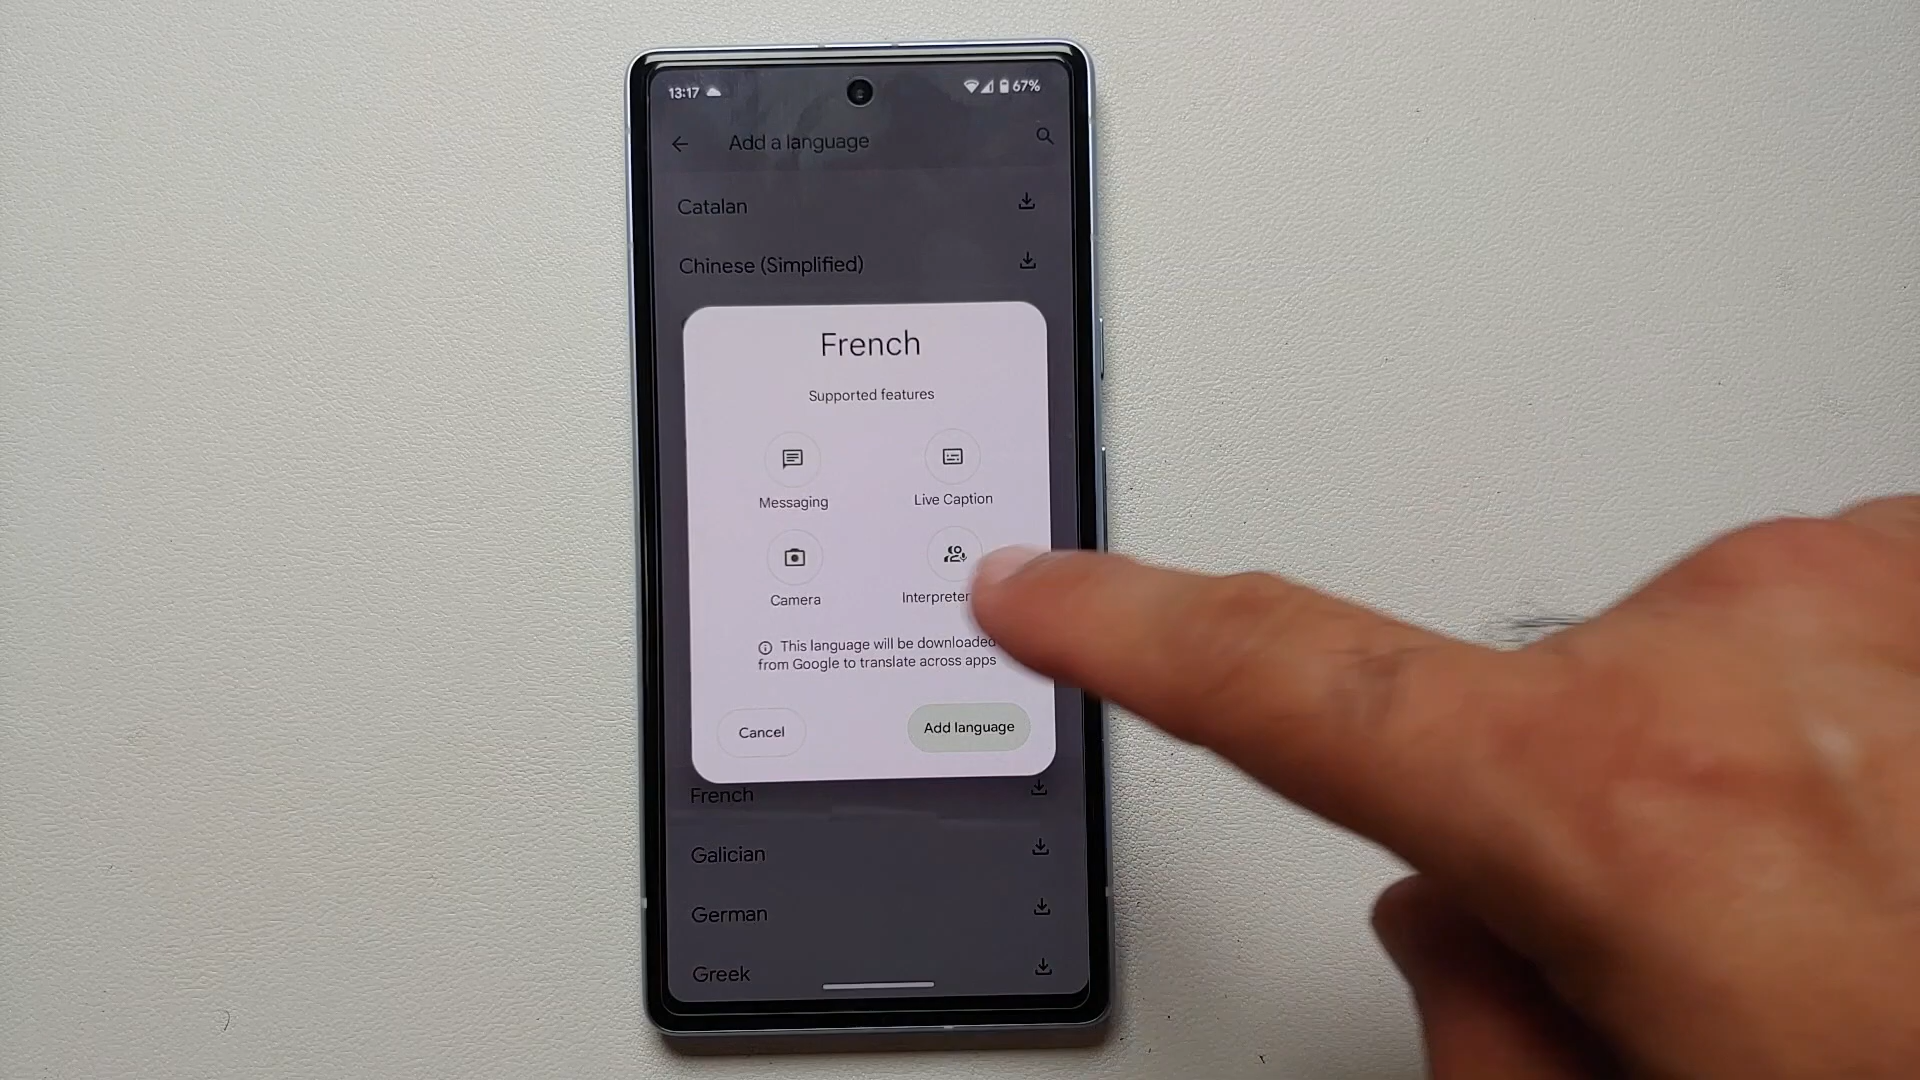 13:17
67%
Add a language
Catalan
Chinese (Simplified)
French
Supported features
Messaging
Live Caption
Camera
Interpreter
This language will be downloaded
from Google to translate across apps
Cancel
Add language
French
Galician
German
Greek